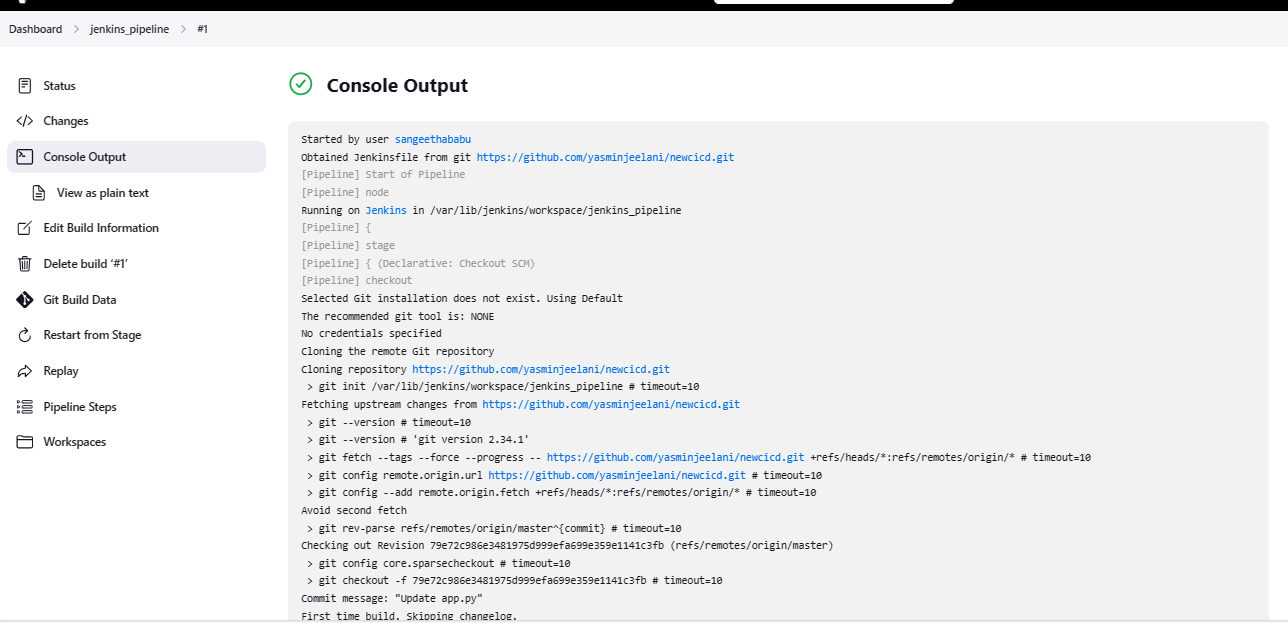 Dashboard > jenkins_pipeline > #1
Status
Changes
Console Output
View as plain text
Edit Build Information
Delete build ‘#1’
Git Build Data
Restart from Stage
Replay
Pipeline Steps
Workspaces
Console Output
Started by user sangeethababu
Obtained Jenkinsfile from git https://github.com/yasminjeelani/newcicd.git
[Pipeline] Start of Pipeline
[Pipeline] node
Running on Jenkins in /var/lib/jenkins/workspace/jenkins_pipeline
[Pipeline] {
[Pipeline] stage
[Pipeline] { (Declarative: Checkout SCM)
[Pipeline] checkout
Selected Git installation does not exist. Using Default
The recommended git tool is: NONE
No credentials specified
Cloning the remote Git repository
Cloning repository https://github.com/yasminjeelani/newcicd.git
> git init /var/lib/jenkins/workspace/jenkins_pipeline # timeout=10
Fetching upstream changes from https://github.com/yasminjeelani/newcicd.git
> git --version # timeout=10
> git --version # 'git version 2.34.1'
> git fetch --tags --force --progress -- https://github.com/yasminjeelani/newcicd.git +refs/heads/*:refs/remotes/origin/* # timeout=10
> git config remote.origin.url https://github.com/yasminjeelani/newcicd.git # timeout=10
> git config --add remote.origin.fetch +refs/heads/*:refs/remotes/origin/* # timeout=10
Avoid second fetch
> git rev-parse refs/remotes/origin/master^{commit} # timeout=10
Checking out Revision 79e72c986e3481975d999efa699e359e1141c3fb (refs/remotes/origin/master)
> git config core.sparsecheckout # timeout=10
> git checkout -f 79e72c986e3481975d999efa699e359e1141c3fb # timeout=10
Commit message: "Update app.py"
First time build. Skipping changelog.